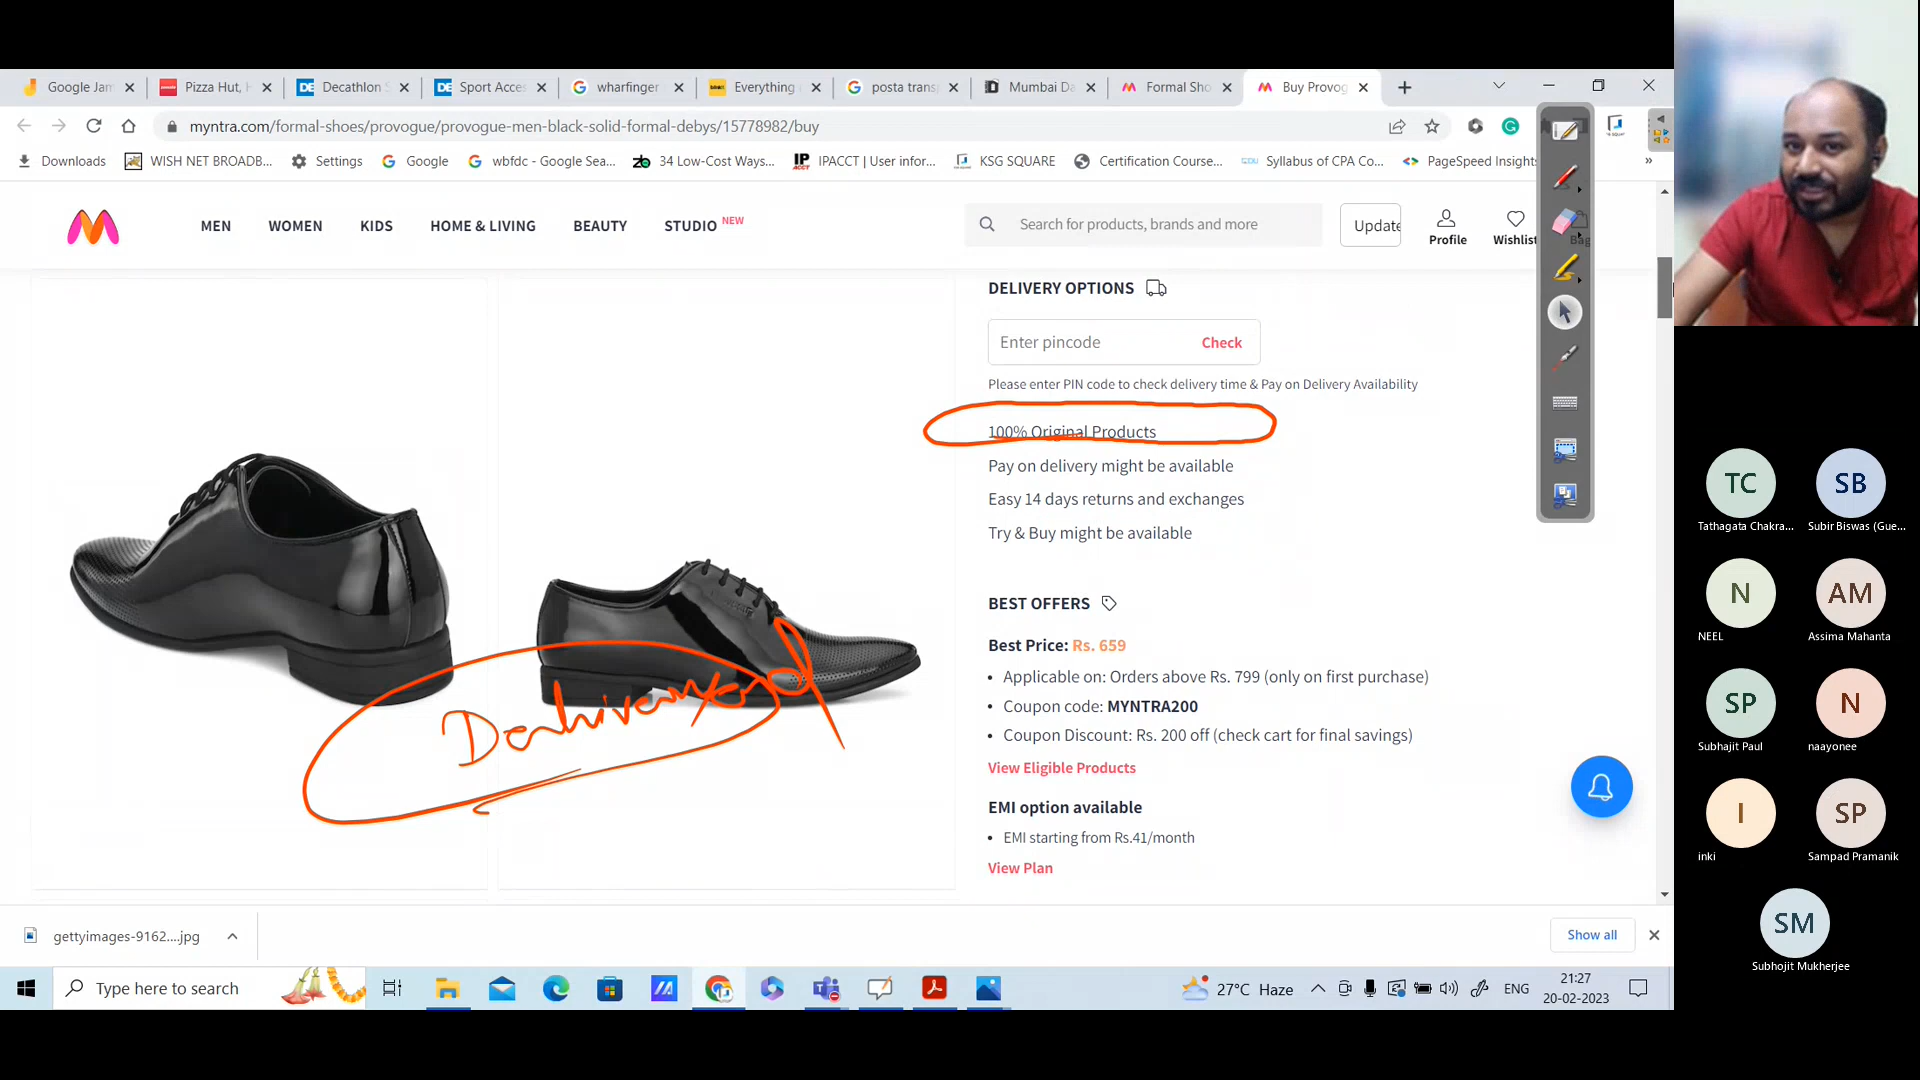 Google Jam
Pizza Hut, H
Decathlon S
Sport Acces
wharfinger
Everything
posta trans
Mumbai Da
Formal Sho
Buy Provog
myntra.com/formal-shoes/provogue/provogue-men-black-solid-formal-debys/15778982/buy
Downloads
WISH NET BROADB...
Settings
Google
wbfdc - Google Sea...
34 Low-Cost Ways...
IPACCT | User infor...
KSG SQUARE
Certification Course...
Syllabus of CPA Co...
PageSpeed Insights
MEN WOMEN KIDS HOME & LIVING BEAUTY STUDIO NEW
Search for products, brands and more
Update
Profile
Wishlist
Bag
DELIVERY OPTIONS
Enter pincode Check
Please enter PIN code to check delivery time & Pay on Delivery Availability
100% Original Products
Pay on delivery might be available
Easy 14 days returns and exchanges
Try & Buy might be available
BEST OFFERS
Best Price: Rs. 659
• Applicable on: Orders above Rs. 799 (only on first purchase)
• Coupon code: MYNTRA200
• Coupon Discount: Rs. 200 off (check cart for final savings)
View Eligible Products
EMI option available
• EMI starting from Rs.41/month
View Plan
gettyimages-9162....jpg
Show all
Type here to search
27°C Haze
ENG
21:27
20-02-2023
TC
Tathagata Chakra...
SB
Subir Biswas (Gue...
N
NEEL
AM
Assima Mahanta
SP
Subhajit Paul
N
naayonee
I
inki
SP
Sampad Pramanik
SM
Subhojit Mukherjee